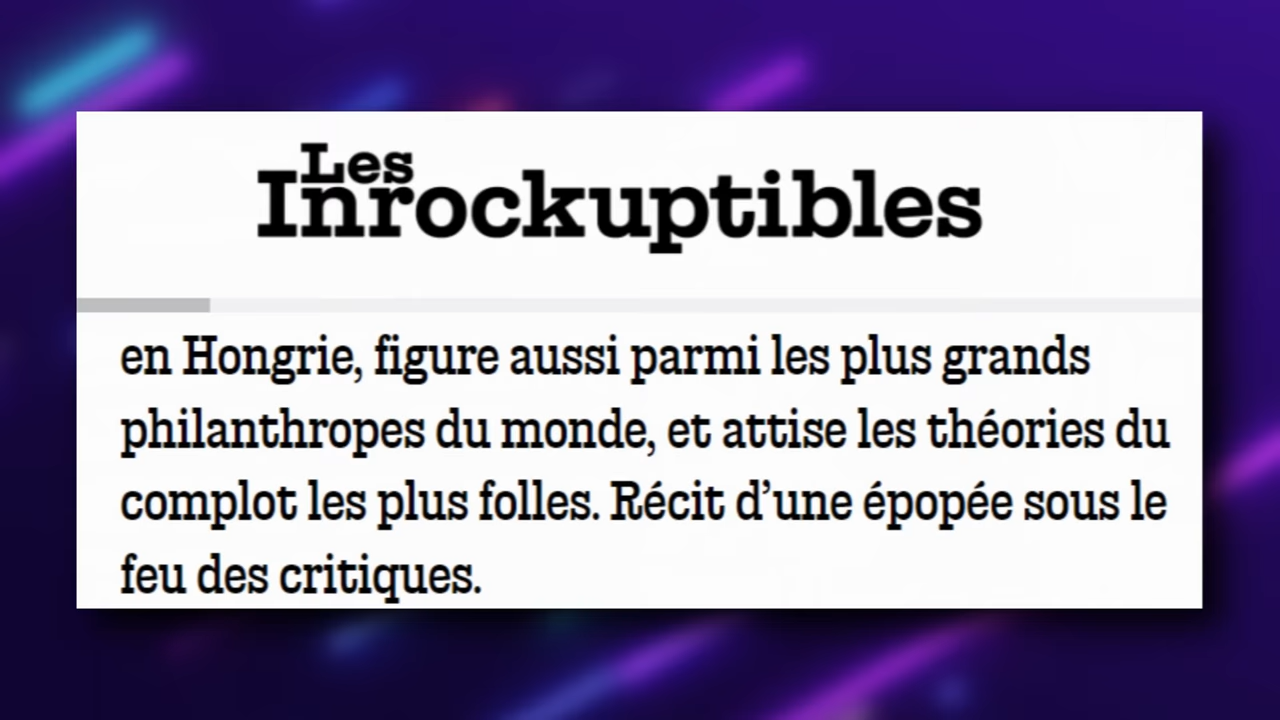 Les
Inrockuptibles
en Hongrie, figure aussi parmi les plus grands
philanthropes du monde, et attise les théories du
complot les plus folles. Récit d’une épopée sous le
feu des critiques.